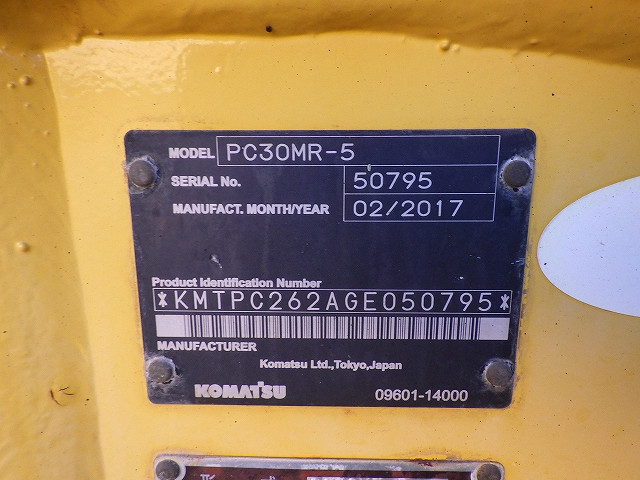 MODEL PC30MR-5
SERIAL No. 50795
MANUFACT. MONTH/YEAR 02/2017
Product Identification Number
*KMTPC262AGE050795*
MANUFACTURER
Komatsu Ltd.,Tokyo,Japan
KOMATSU 09601-14000